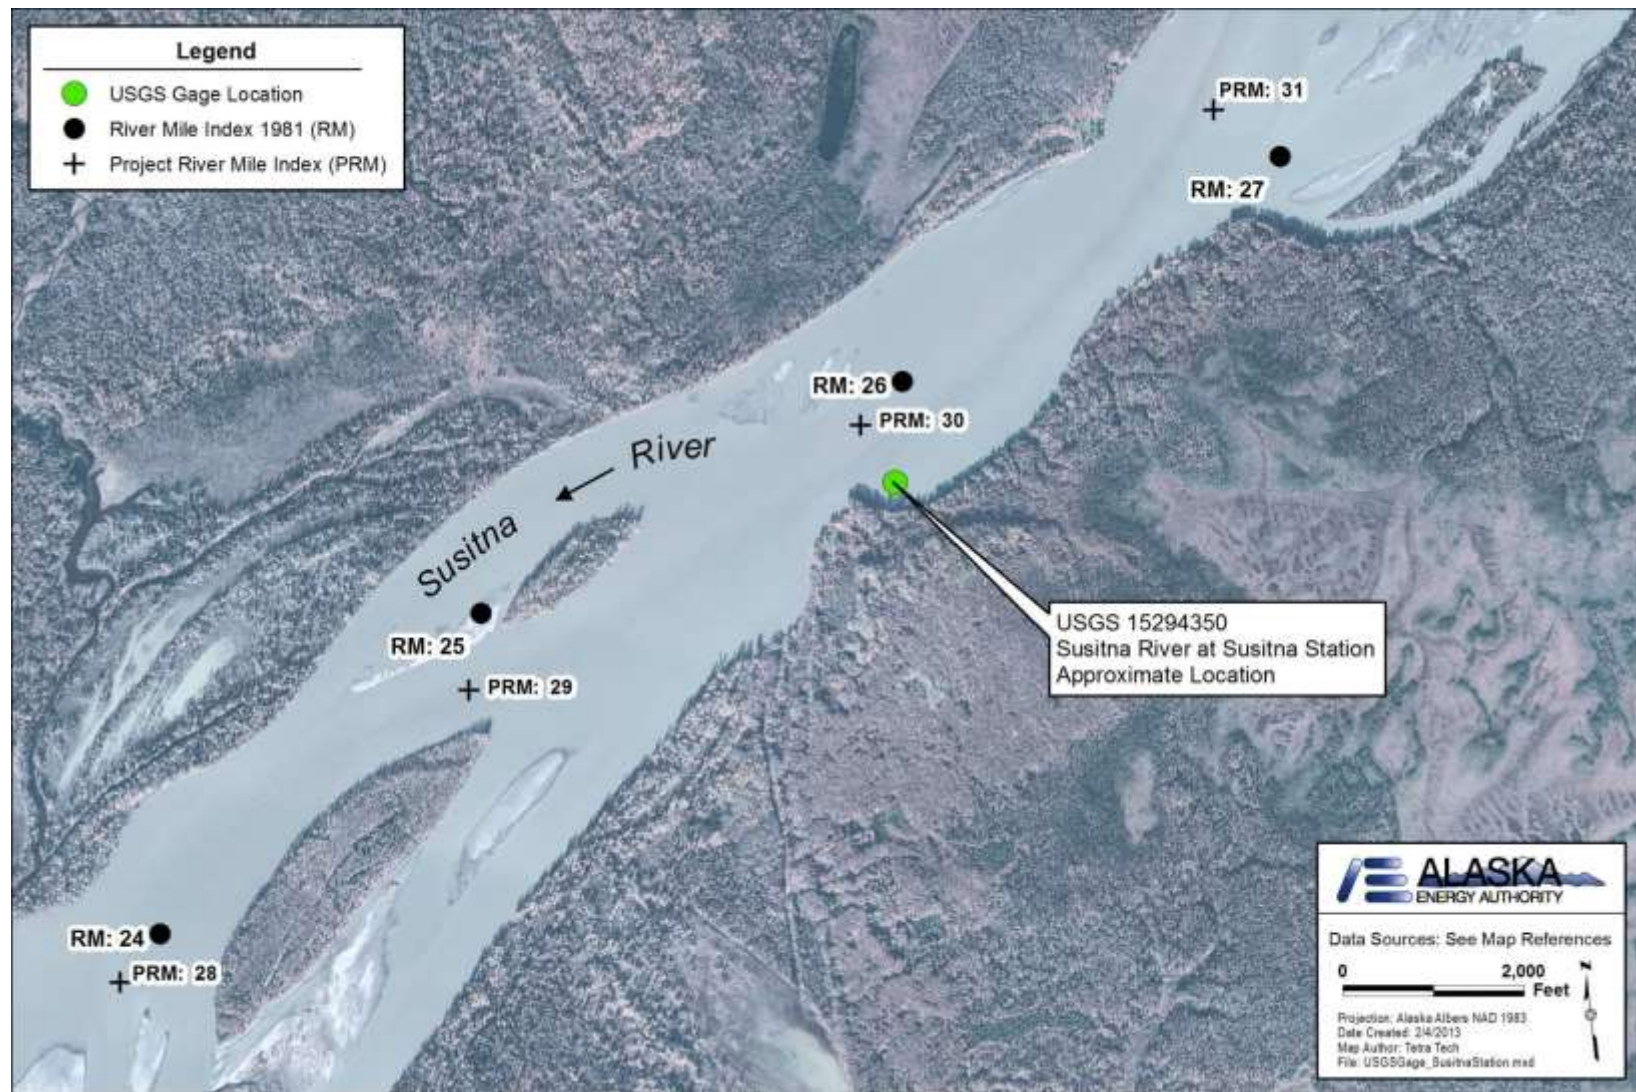 Legend
USGS Gage Location
River Mile Index 1981 (RM)
Project River Mile Index (PRM)
PRM: 31
RM: 27
RM: 26
PRM: 30
River
Susitna
RM: 25
PRM: 29
USGS 15294350
Susitna River at Susitna Station
Approximate Location
RM: 24
PRM: 28
ALASKA
ENERGY AUTHORITY
Data Sources: See Map References
0 2,000
Feet
N
Projection: Alaska Albers NAD 1983
Date Created: 2/4/2013
Map Author: Tetra Tech
File: USGSGage_SusitnaStation.mxd